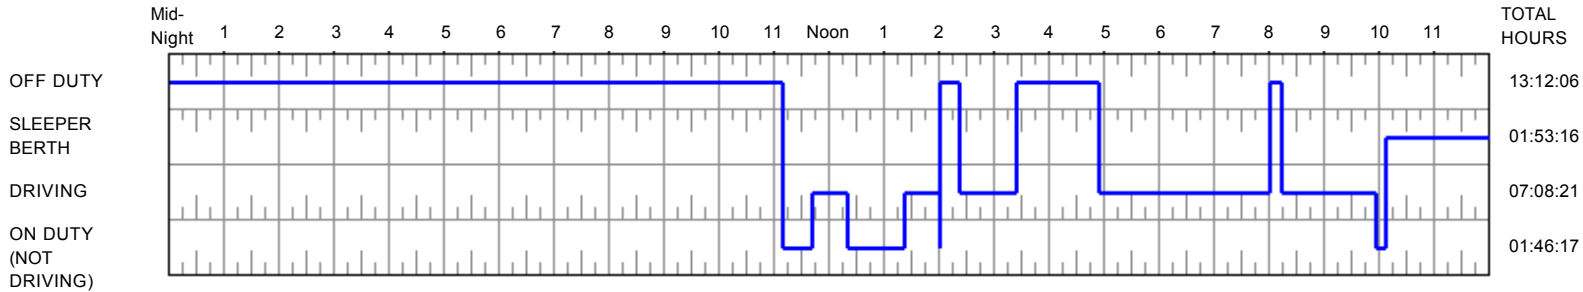 Mid-
Night 1 2 3 4 5 6 7 8 9 10 11 Noon 1 2 3 4 5 6 7 8 9 10 11
TOTAL
HOURS
OFF DUTY 13:12:06
SLEEPER
BERTH 01:53:16
DRIVING 07:08:21
ON DUTY
(NOT
DRIVING) 01:46:17